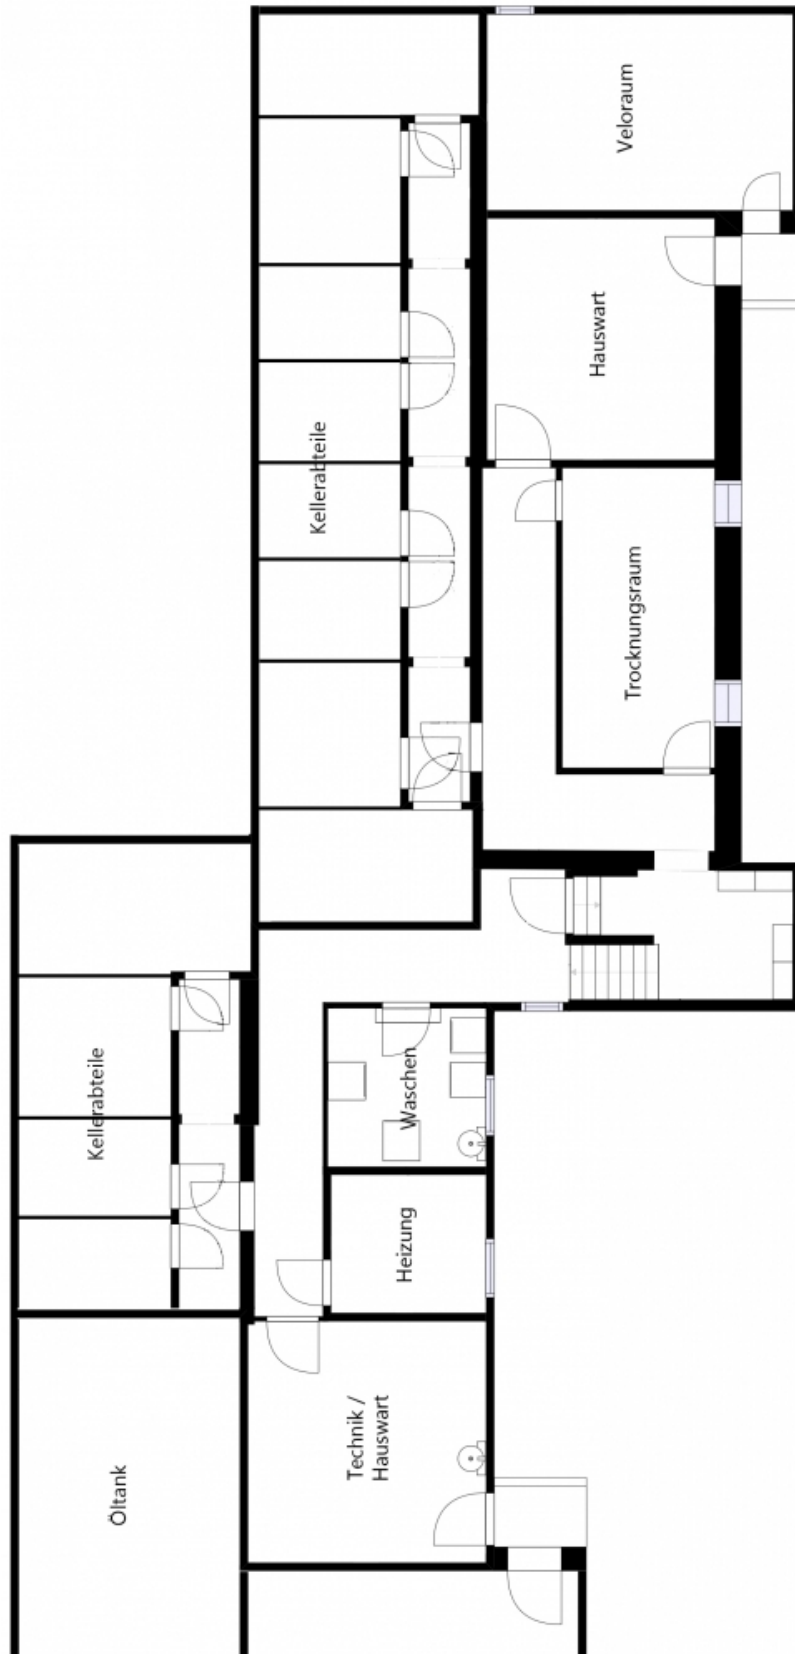 Veloraum
Hauswart
Kellerabteile
Trocknungsraum
Kellerabteile
Waschen
Heizung
Technik /
Hauswart
Öltank